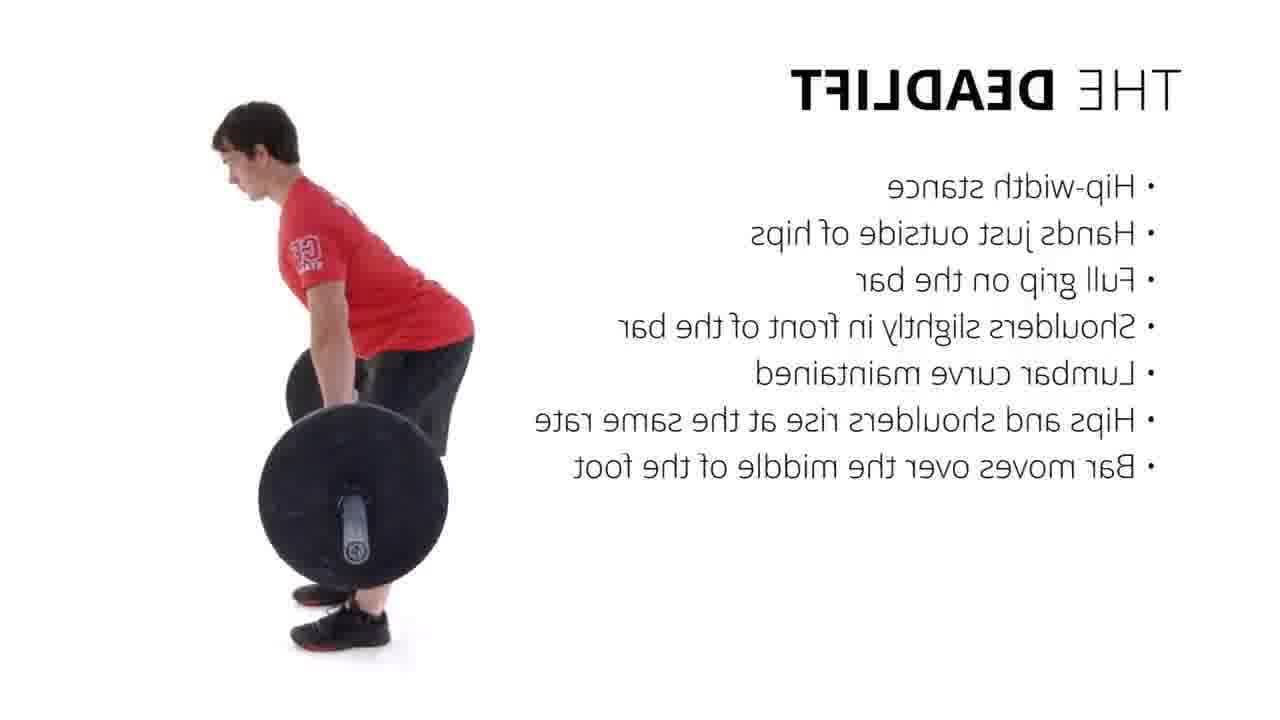 THE DEADLIFT
• Hip-width stance
• Hands just outside of hips
• Full grip on the bar
• Shoulders slightly in front of the bar
• Lumbar curve maintained
• Hips and shoulders rise at the same rate
• Bar moves over the middle of the foot